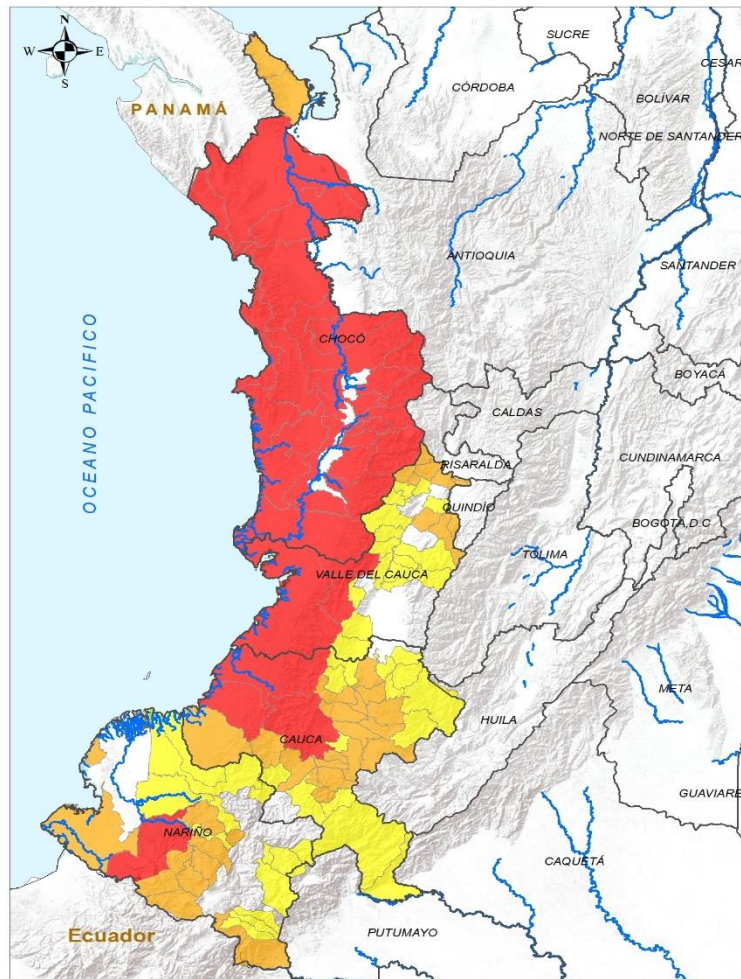 N
W E
S
SUCRE
CESAR
CÓRDOBA
BOLÍVAR
PANAMÁ
NORTE DE SANTANDER
ANTIOQUIA
SANTANDER
CHOCÓ
BOYACÁ
CALDAS
OCEANO PACIFICO
RISARALDA
CUNDINAMARCA
QUINDÍO
BOGOTÁ, D.C
TOLIMA
VALLE DEL CAUCA
META
HUILA
CAUCA
GUAVIARE
NARIÑO
CAQUETÁ
Ecuador
PUTUMAYO